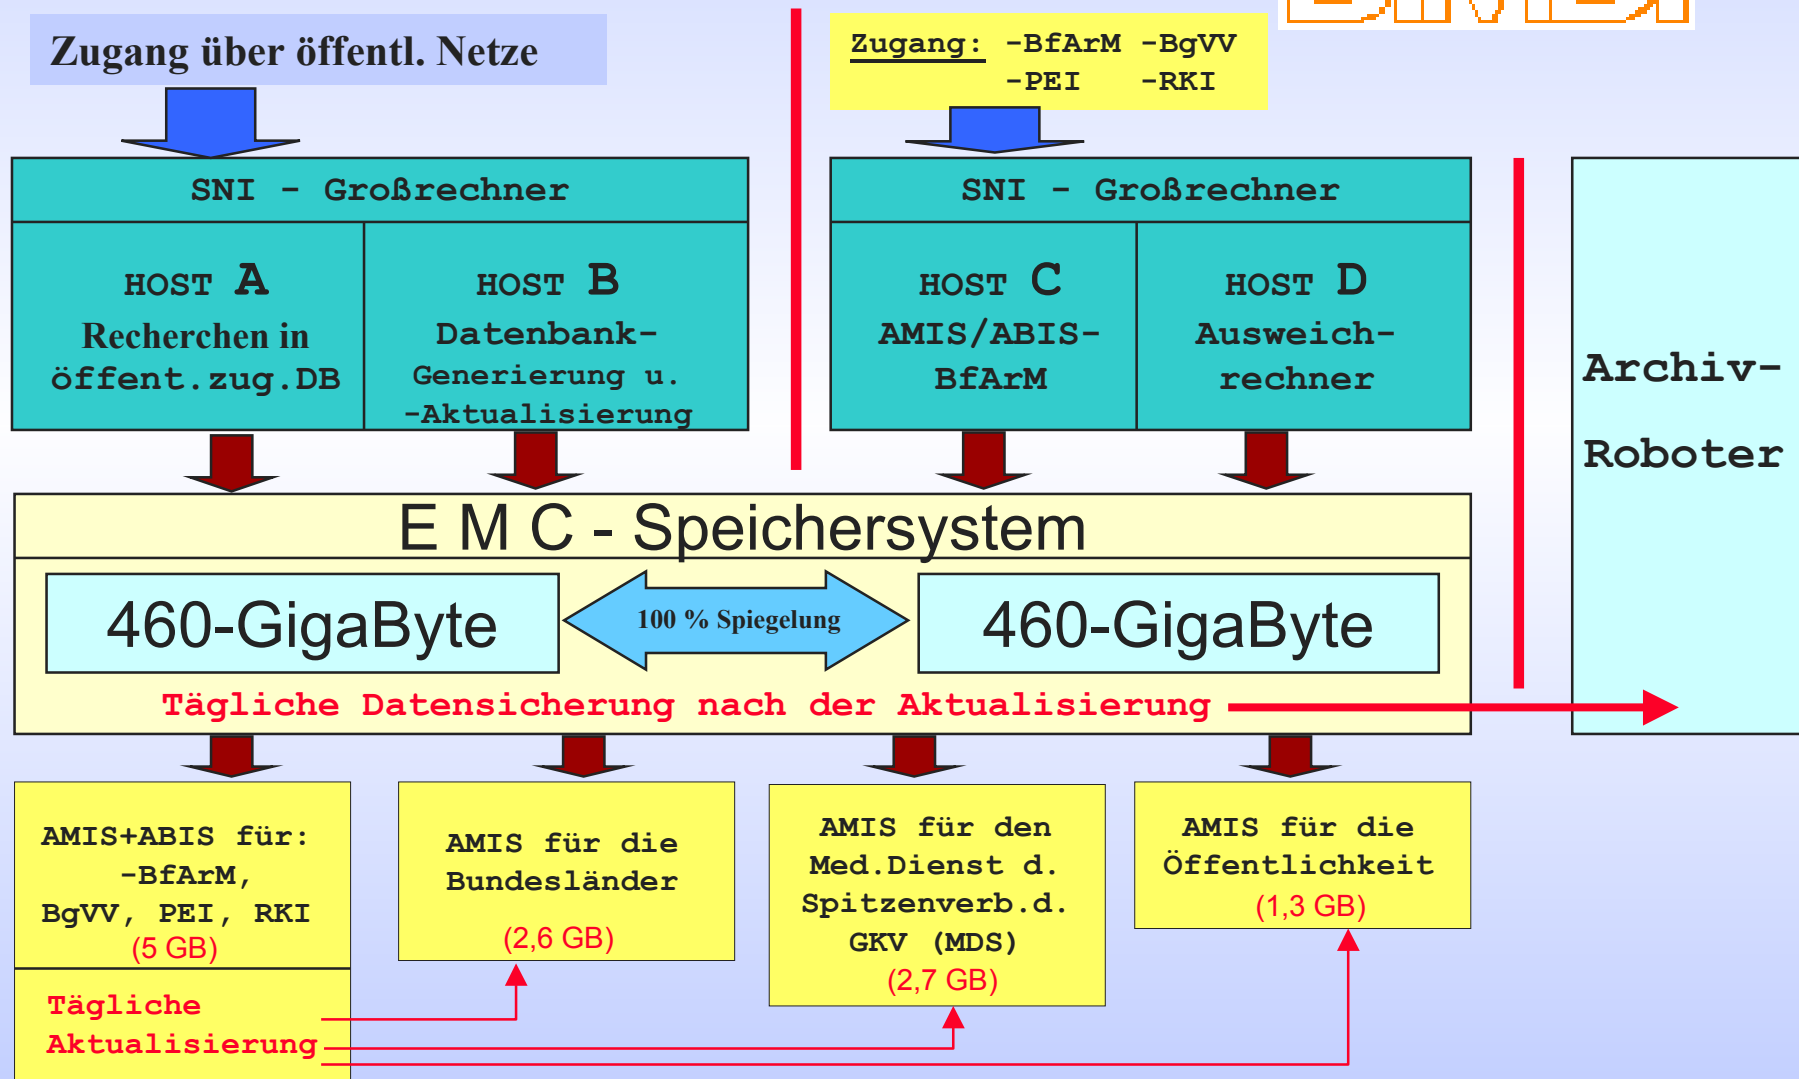 Zugang über öffentl. Netze
Zugang: -BfArM -BgVV
-PEI -RKI
SNI - Großrechner
HOST A
Recherchen in
öffent.zug.DB
HOST B
Datenbank-
Generierung u.
-Aktualisierung
SNI - Großrechner
HOST C
AMIS/ABIS-
BfArM
HOST D
Ausweich-
rechner
Archiv-
Roboter
E M C - Speichersystem
460-GigaByte
100 % Spiegelung
460-GigaByte
Tägliche Datensicherung nach der Aktualisierung
AMIS+ABIS für:
-BfArM,
BgVV, PEI, RKI
(5 GB)
Tägliche
Aktualisierung
AMIS für die
Bundesländer
(2,6 GB)
AMIS für den
Med.Dienst d.
Spitzenverb.d.
GKV (MDS)
(2,7 GB)
AMIS für die
Öffentlichkeit
(1,3 GB)